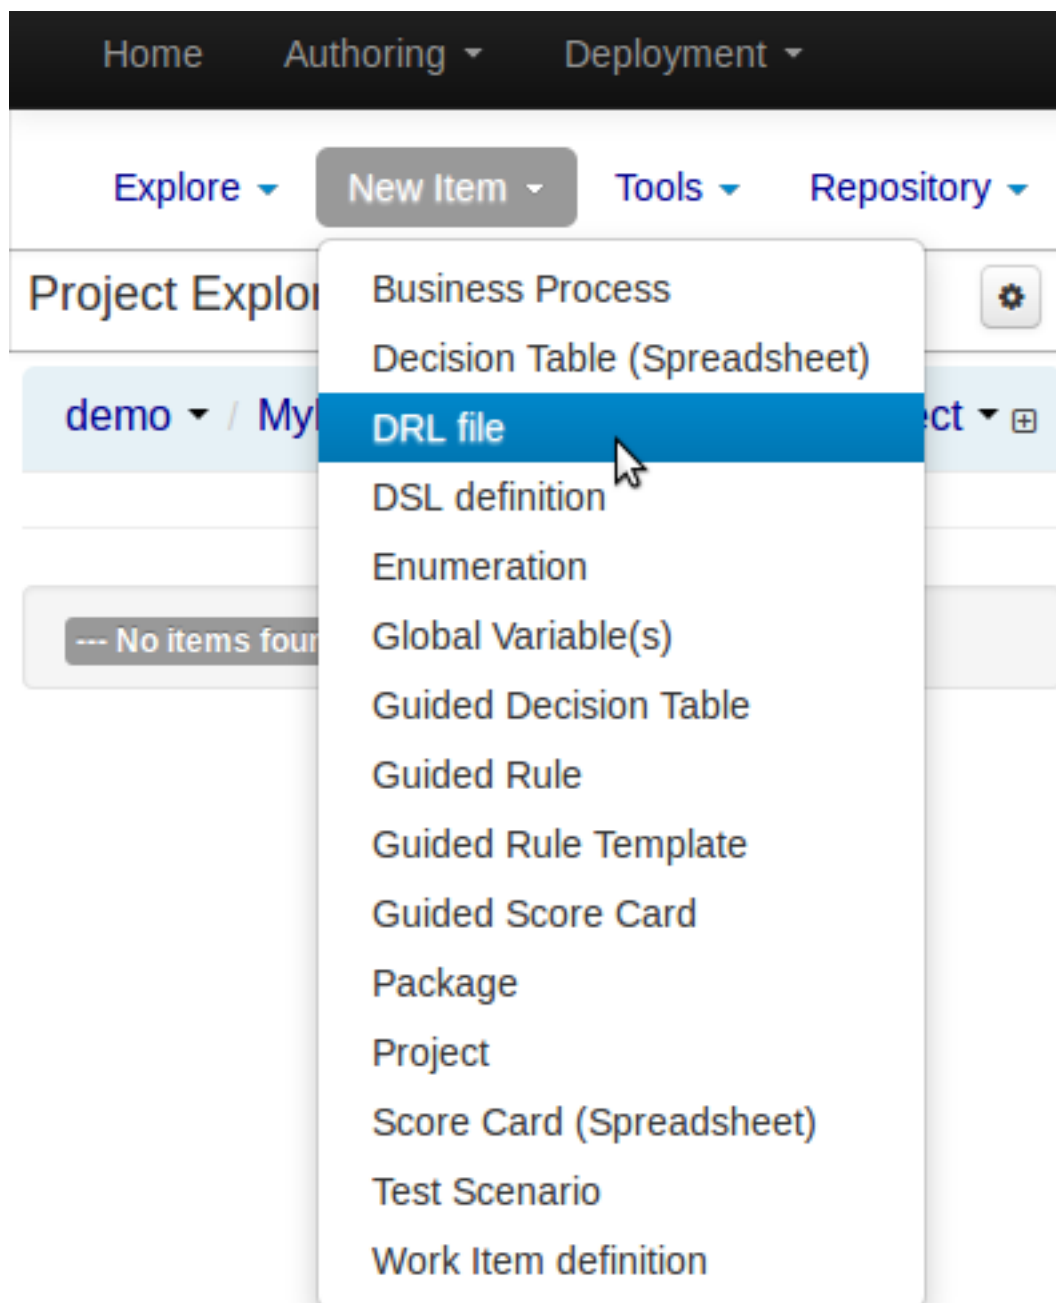 Home Authoring Deployment
Explore New Item Tools Repository
Project Explor
Business Process
Decision Table (Spreadsheet)
demo / My
DRL file
ct
DSL definition
Enumeration
--- No items four
Global Variable(s)
Guided Decision Table
Guided Rule
Guided Rule Template
Guided Score Card
Package
Project
Score Card (Spreadsheet)
Test Scenario
Work Item definition